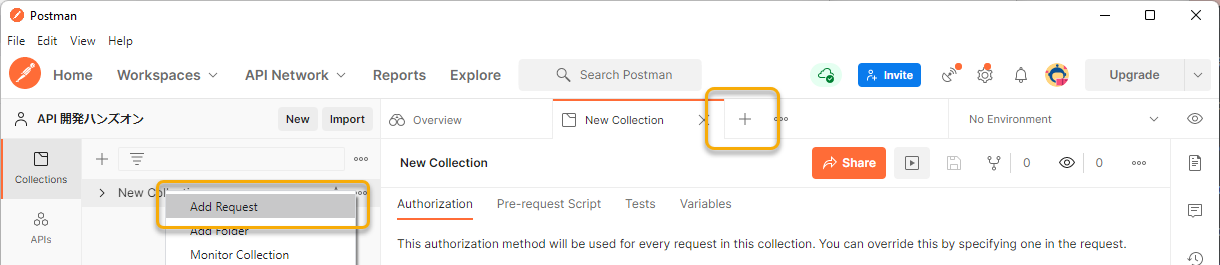 Postman
File Edit View Help
Home Workspaces API Network Reports Explore Search Postman Invite Upgrade
API 開発ハンズオン New Import Overview New Collection No Environment
Collections
New Collection Share 0 0
New
Add Request
Authorization Pre-request Script Tests Variables
APIs
Add Folder
Monitor Collection
This authorization method will be used for every request in this collection. You can override this by specifying one in the request.